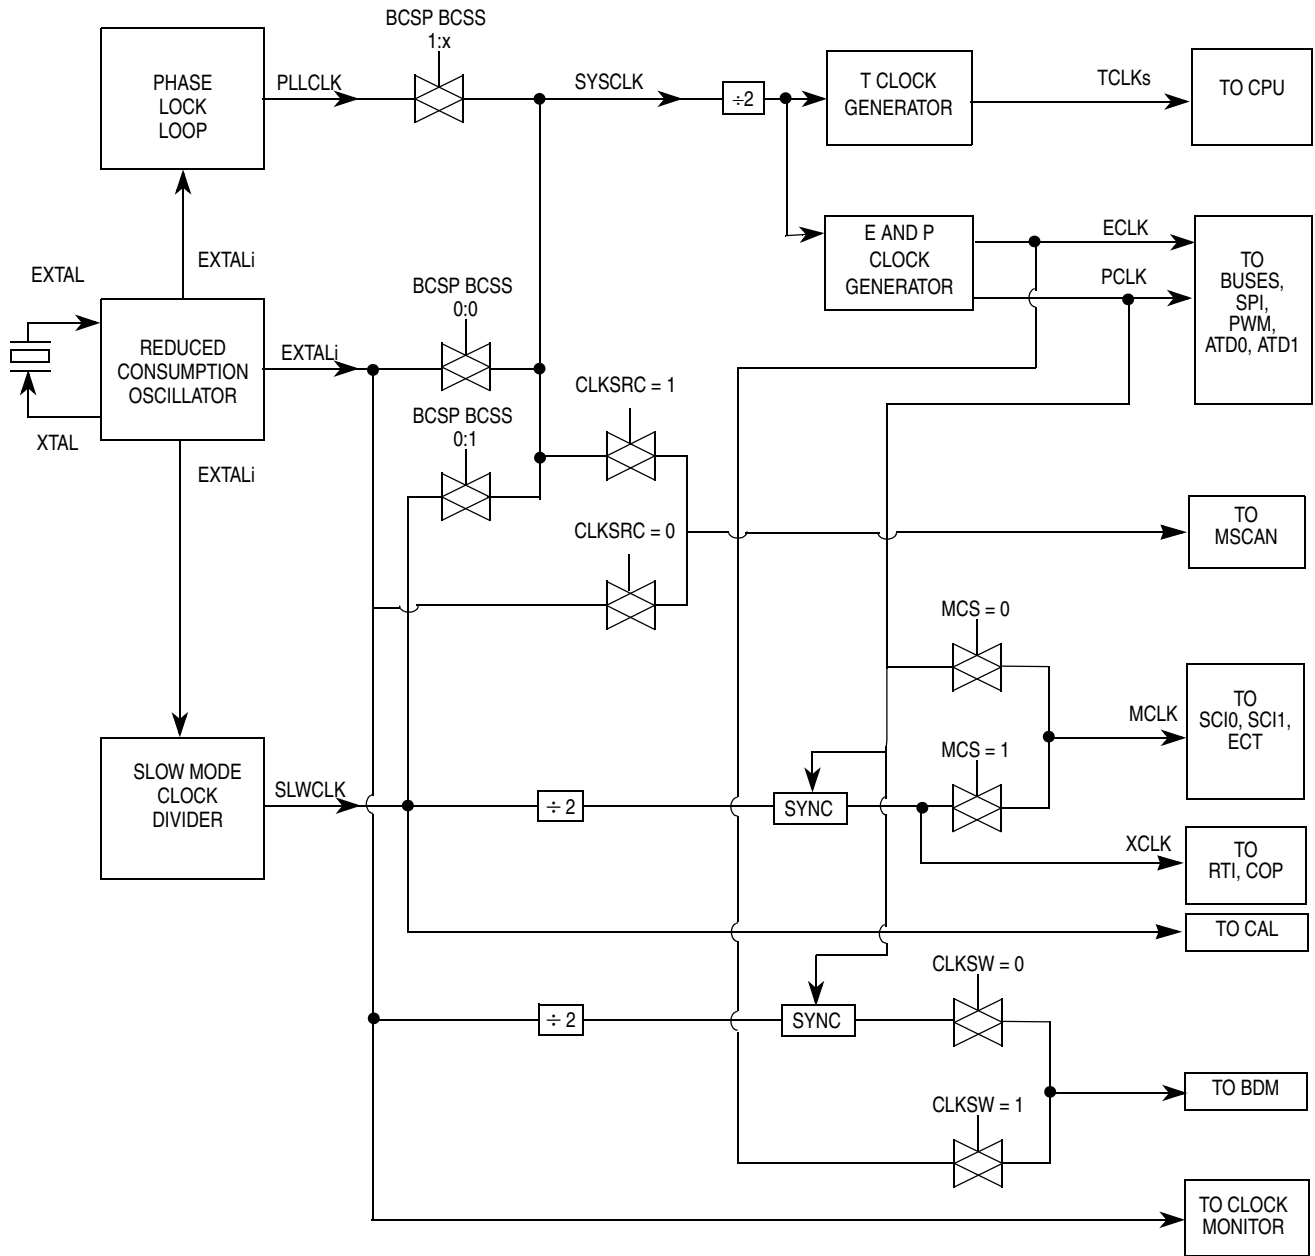 BCSP BCSS
1:x
PHASE
LOCK
LOOP
PLLCLK
SYSCLK
÷2
T CLOCK
GENERATOR
TCLKs
TO CPU
EXTALi
E AND P
CLOCK
GENERATOR
ECLK
PCLK
TO
BUSES,
SPI,
PWM,
ATD0, ATD1
EXTAL
REDUCED
CONSUMPTION
OSCILLATOR
XTAL
EXTALi
BCSP BCSS
0:0
CLKSRC = 1
BCSP BCSS
0:1
EXTALi
CLKSRC = 0
TO
MSCAN
MCS = 0
MCLK
TO
SCI0, SCI1,
ECT
MCS = 1
SLOW MODE
CLOCK
DIVIDER
SLWCLK
÷ 2
SYNC
XCLK
TO
RTI, COP
TO CAL
CLKSW = 0
÷ 2
SYNC
TO BDM
CLKSW = 1
TO CLOCK
MONITOR